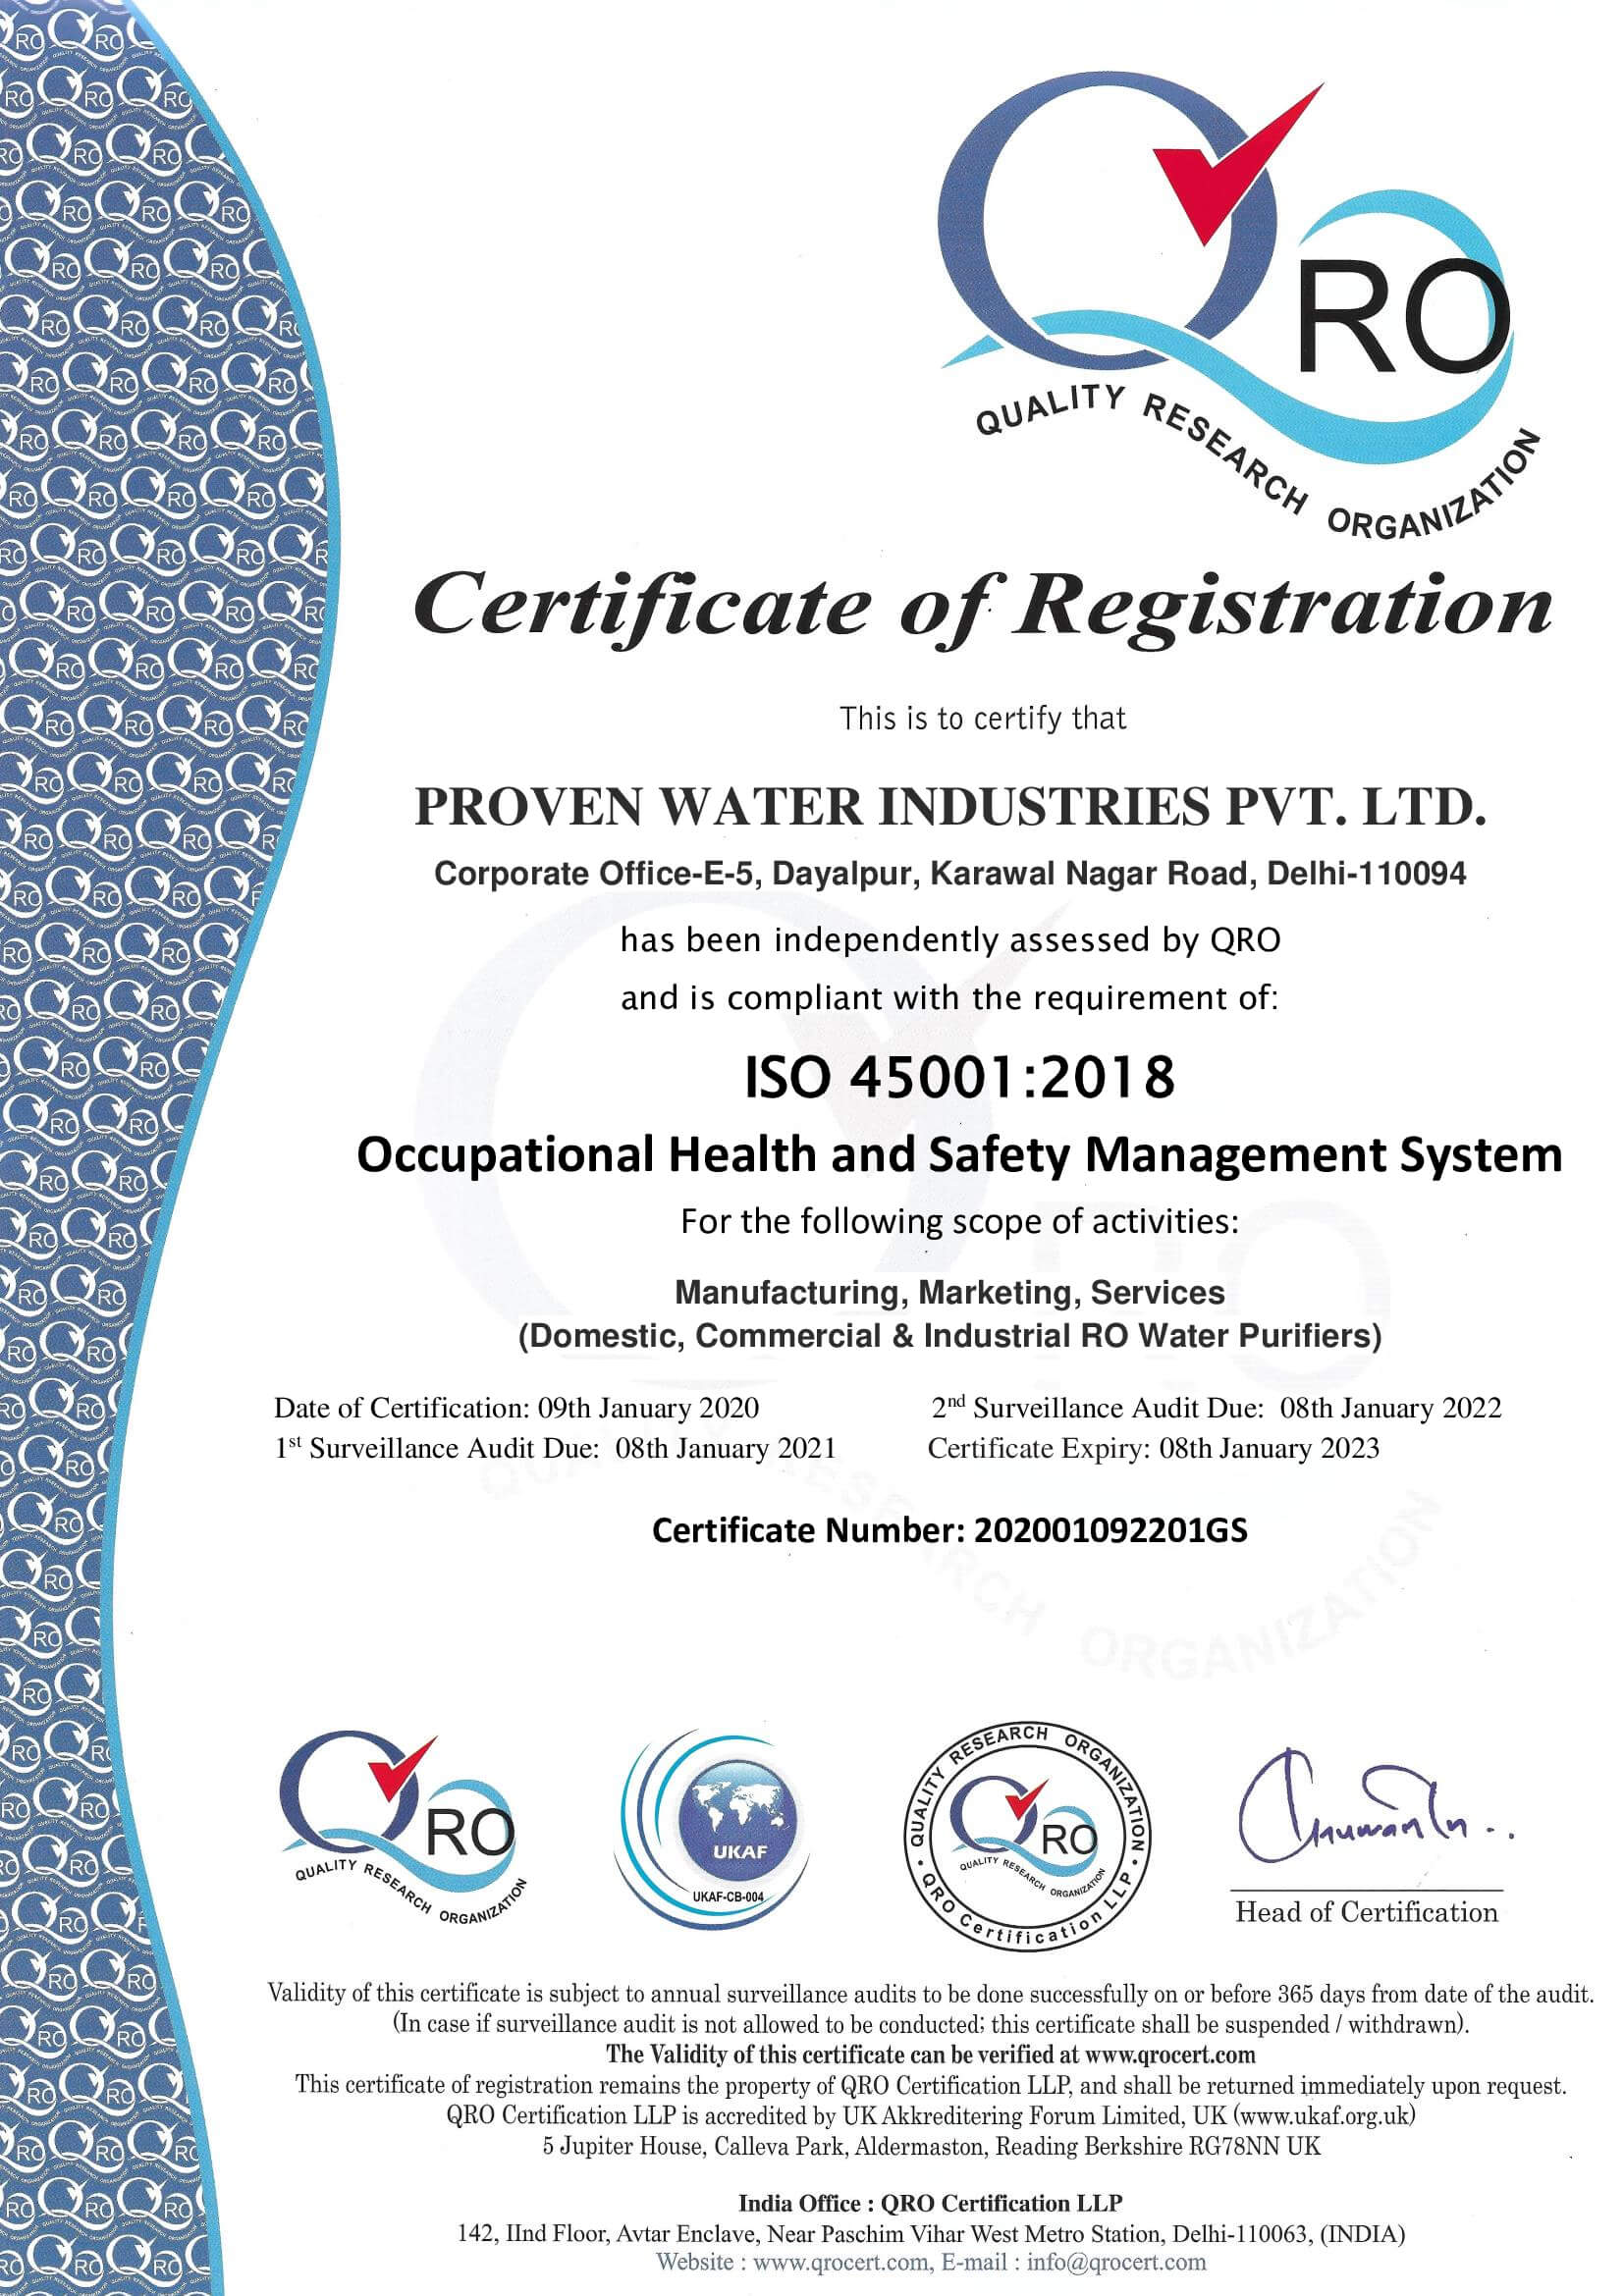 QRO
QUALITY RESEARCH ORGANIZATION
Certificate of Registration
This is to certify that
PROVEN WATER INDUSTRIES PVT. LTD.
Corporate Office-E-5, Dayalpur, Karawal Nagar Road, Delhi-110094
has been independently assessed by QRO
and is compliant with the requirement of:
ISO 45001:2018
Occupational Health and Safety Management System
For the following scope of activities:
Manufacturing, Marketing, Services
(Domestic, Commercial & Industrial RO Water Purifiers)
Date of Certification: 09th January 2020
2nd Surveillance Audit Due: 08th January 2022
1st Surveillance Audit Due: 08th January 2021
Certificate Expiry: 08th January 2023
Certificate Number: 202001092201GS
QRO
QUALITY RESEARCH ORGANIZATION
UKAF
UKAF-CB-004
QUALITY RESEARCH ORGANIZATION
QRO
QUALITY RESEARCH ORGANIZATION
• QRO Certification LLP •
Head of Certification
Validity of this certificate is subject to annual surveillance audits to be done successfully on or before 365 days from date of the audit.
(In case if surveillance audit is not allowed to be conducted; this certificate shall be suspended / withdrawn).
The Validity of this certificate can be verified at www.qrocert.com
This certificate of registration remains the property of QRO Certification LLP, and shall be returned immediately upon request.
QRO Certification LLP is accredited by UK Akkreditering Forum Limited, UK (www.ukaf.org.uk)
5 Jupiter House, Calleva Park, Aldermaston, Reading Berkshire RG78NN UK
India Office : QRO Certification LLP
142, IInd Floor, Avtar Enclave, Near Paschim Vihar West Metro Station, Delhi-110063, (INDIA)
Website : www.qrocert.com, E-mail : info@qrocert.com